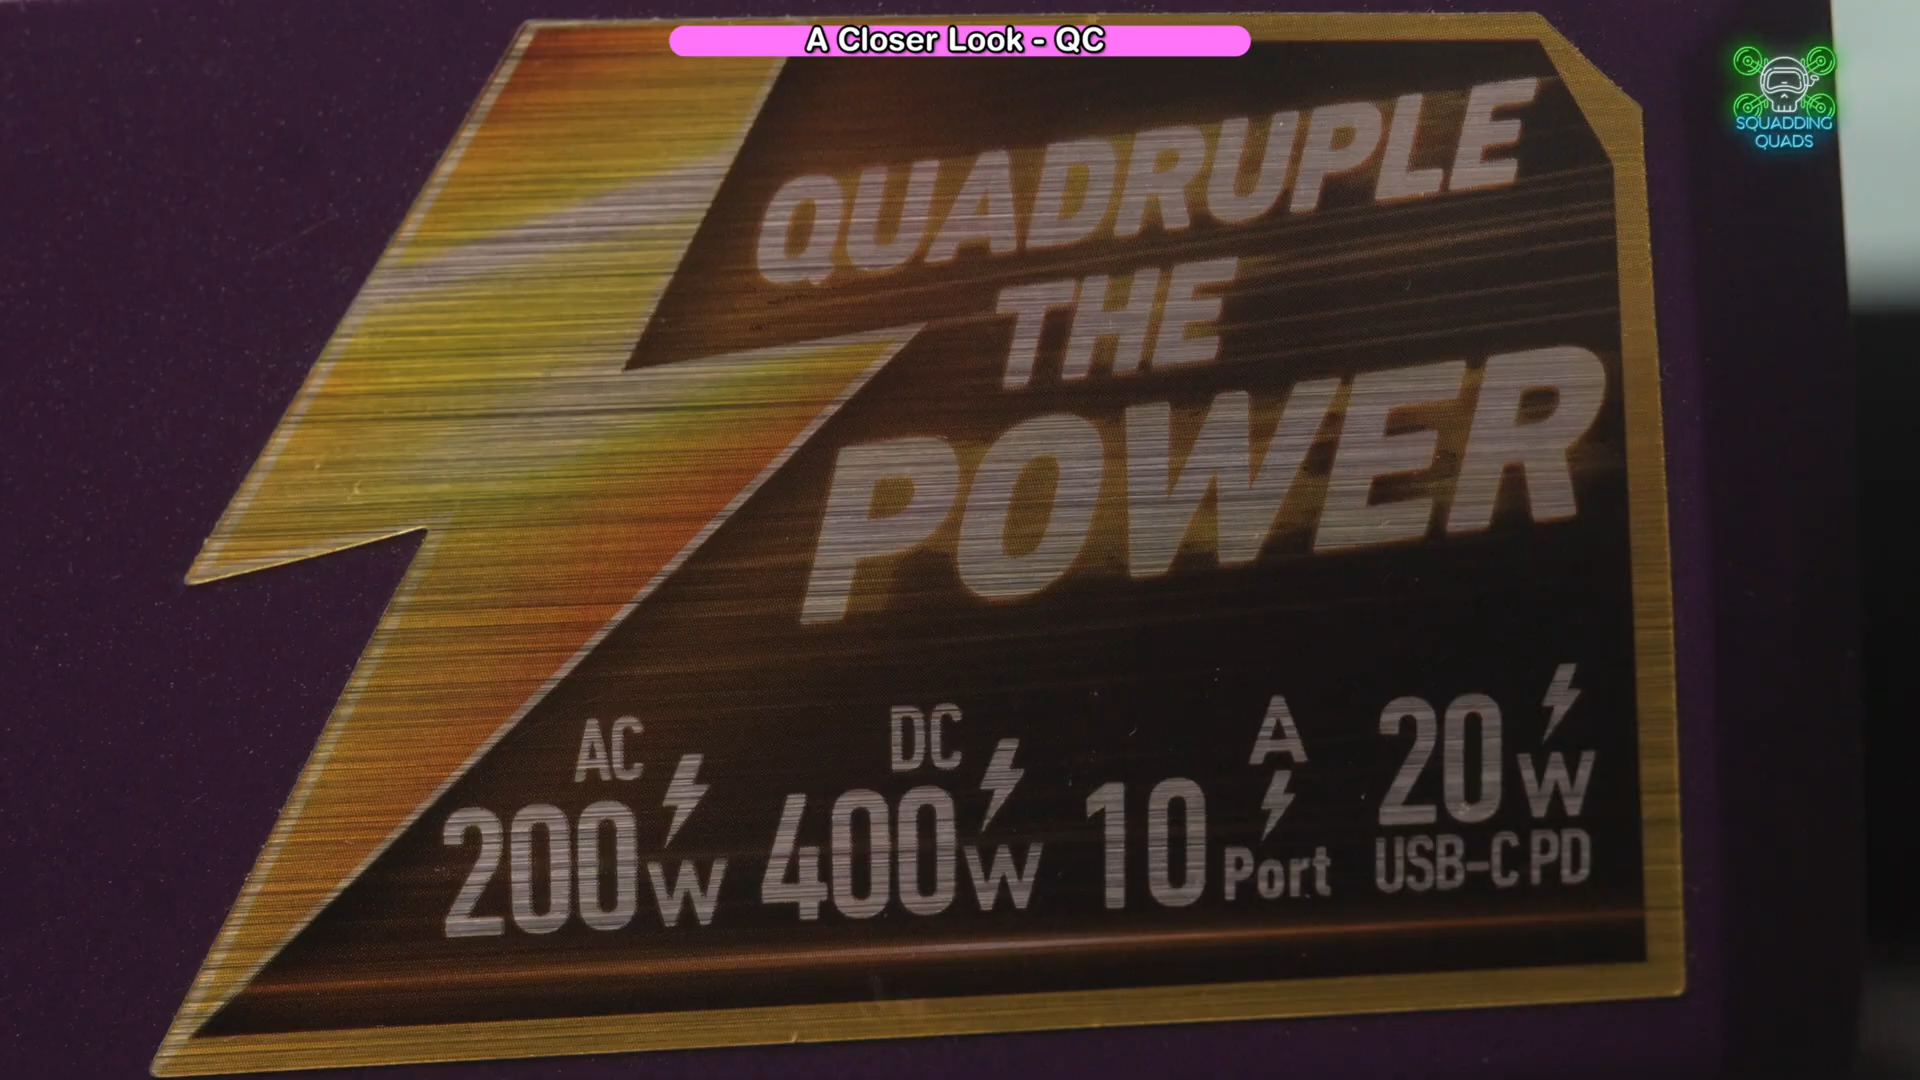 A Closer Look - QC
SQUADDING
QUADS
QUADRUPLE
THE
POWER
AC
200W
DC
400W
A
10 Port
20W
USB-C PD